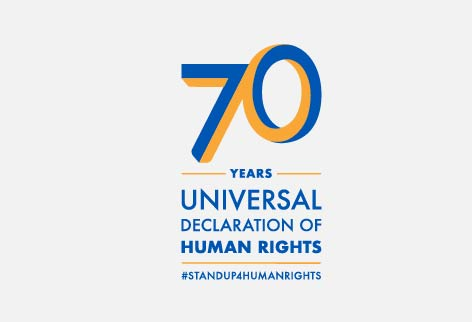 70
YEARS
UNIVERSAL
DECLARATION OF
HUMAN RIGHTS
#STANDUP4HUMANRIGHTS